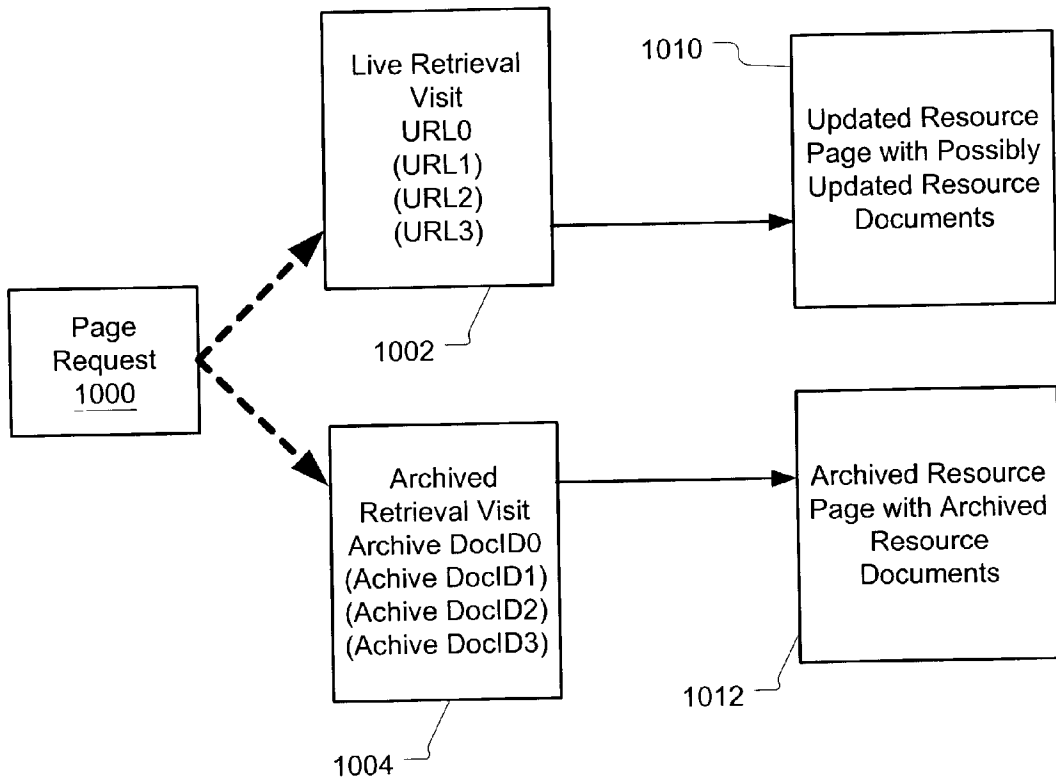 Page
Request
1000
Live Retrieval
Visit
URL0
(URL1)
(URL2)
(URL3)
1002
1010
Updated Resource
Page with Possibly
Updated Resource
Documents
Archived
Retrieval Visit
Archive DocID0
(Achive DocID1)
(Achive DocID2)
(Achive DocID3)
1004
Archived Resource
Page with Archived
Resource
Documents
1012